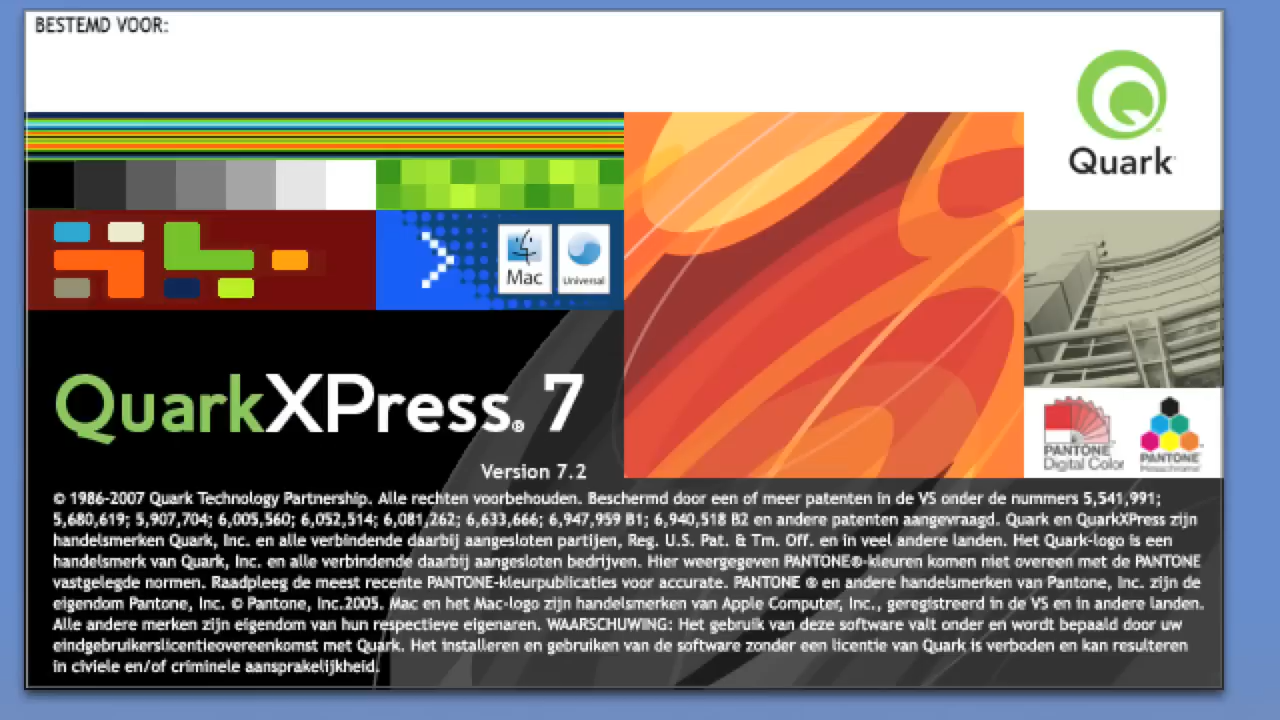 BESTEMD VOOR:
Quark
Mac
Universal
QuarkXPress® 7
PANTONE
Digital Color
PANTONE
Version 7.2
© 1986-2007 Quark Technology Partnership. Alle rechten voorbehouden. Beschermd door een of meer patenten in de VS onder de nummers 5,541,991;
5,680,619; 5,907,704; 6,005,560; 6,052,514; 6,081,262; 6,633,666; 6,947,959 B1; 6,940,518 B2 en andere patenten aangevraagd. Quark en QuarkXPress zijn
handelsmerken Quark, Inc. en alle verbindende daarbij aangesloten partijen, Reg. U.S. Pat. & Tm. Off. en in veel andere landen. Het Quark-logo is een
handelsmerk van Quark, Inc. en alle verbindende daarbij aangesloten bedrijven. Hier weergegeven PANTONE®-kleuren komen niet overeen met de PANTONE
vastgelegde normen. Raadpleeg de meest recente PANTONE-kleurpublicaties voor accurate. PANTONE ® en andere handelsmerken van Pantone, Inc. zijn de
eigendom Pantone, Inc. © Pantone, Inc.2005. Mac en het Mac-logo zijn handelsmerken van Apple Computer, Inc., geregistreerd in de VS en in andere landen.
Alle andere merken zijn eigendom van hun respectieve eigenaren. WAARSCHUWING: Het gebruik van deze software valt onder en wordt bepaald door uw
eindgebruikerslicentieovereenkomst met Quark. Het installeren en gebruiken van de software zonder een licentie van Quark is verboden en kan resulteren
in civiele en/of criminele aansprakelijkheid.